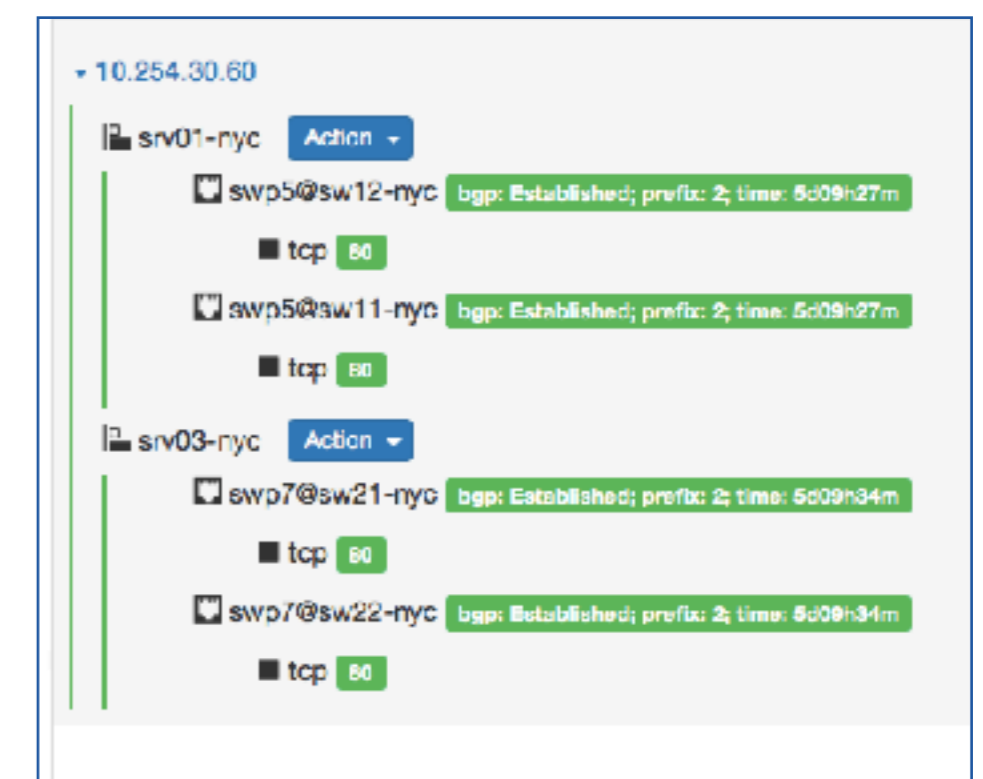 10.254.30.60
srv01-nyc Action
swp5@sw12-nyc bgp: Established; prefix: 2; time: 5d09h27m
tcp 80
swp5@sw11-nyc bgp: Established; prefix: 2; time: 5d09h27m
tcp 80
srv03-nyc Action
swp7@sw21-nyc bgp: Established; prefix: 2; time: 5d09h34m
tcp 80
swp7@sw22-nyc bgp: Established; prefix: 2; time: 5d09h34m
tcp 80